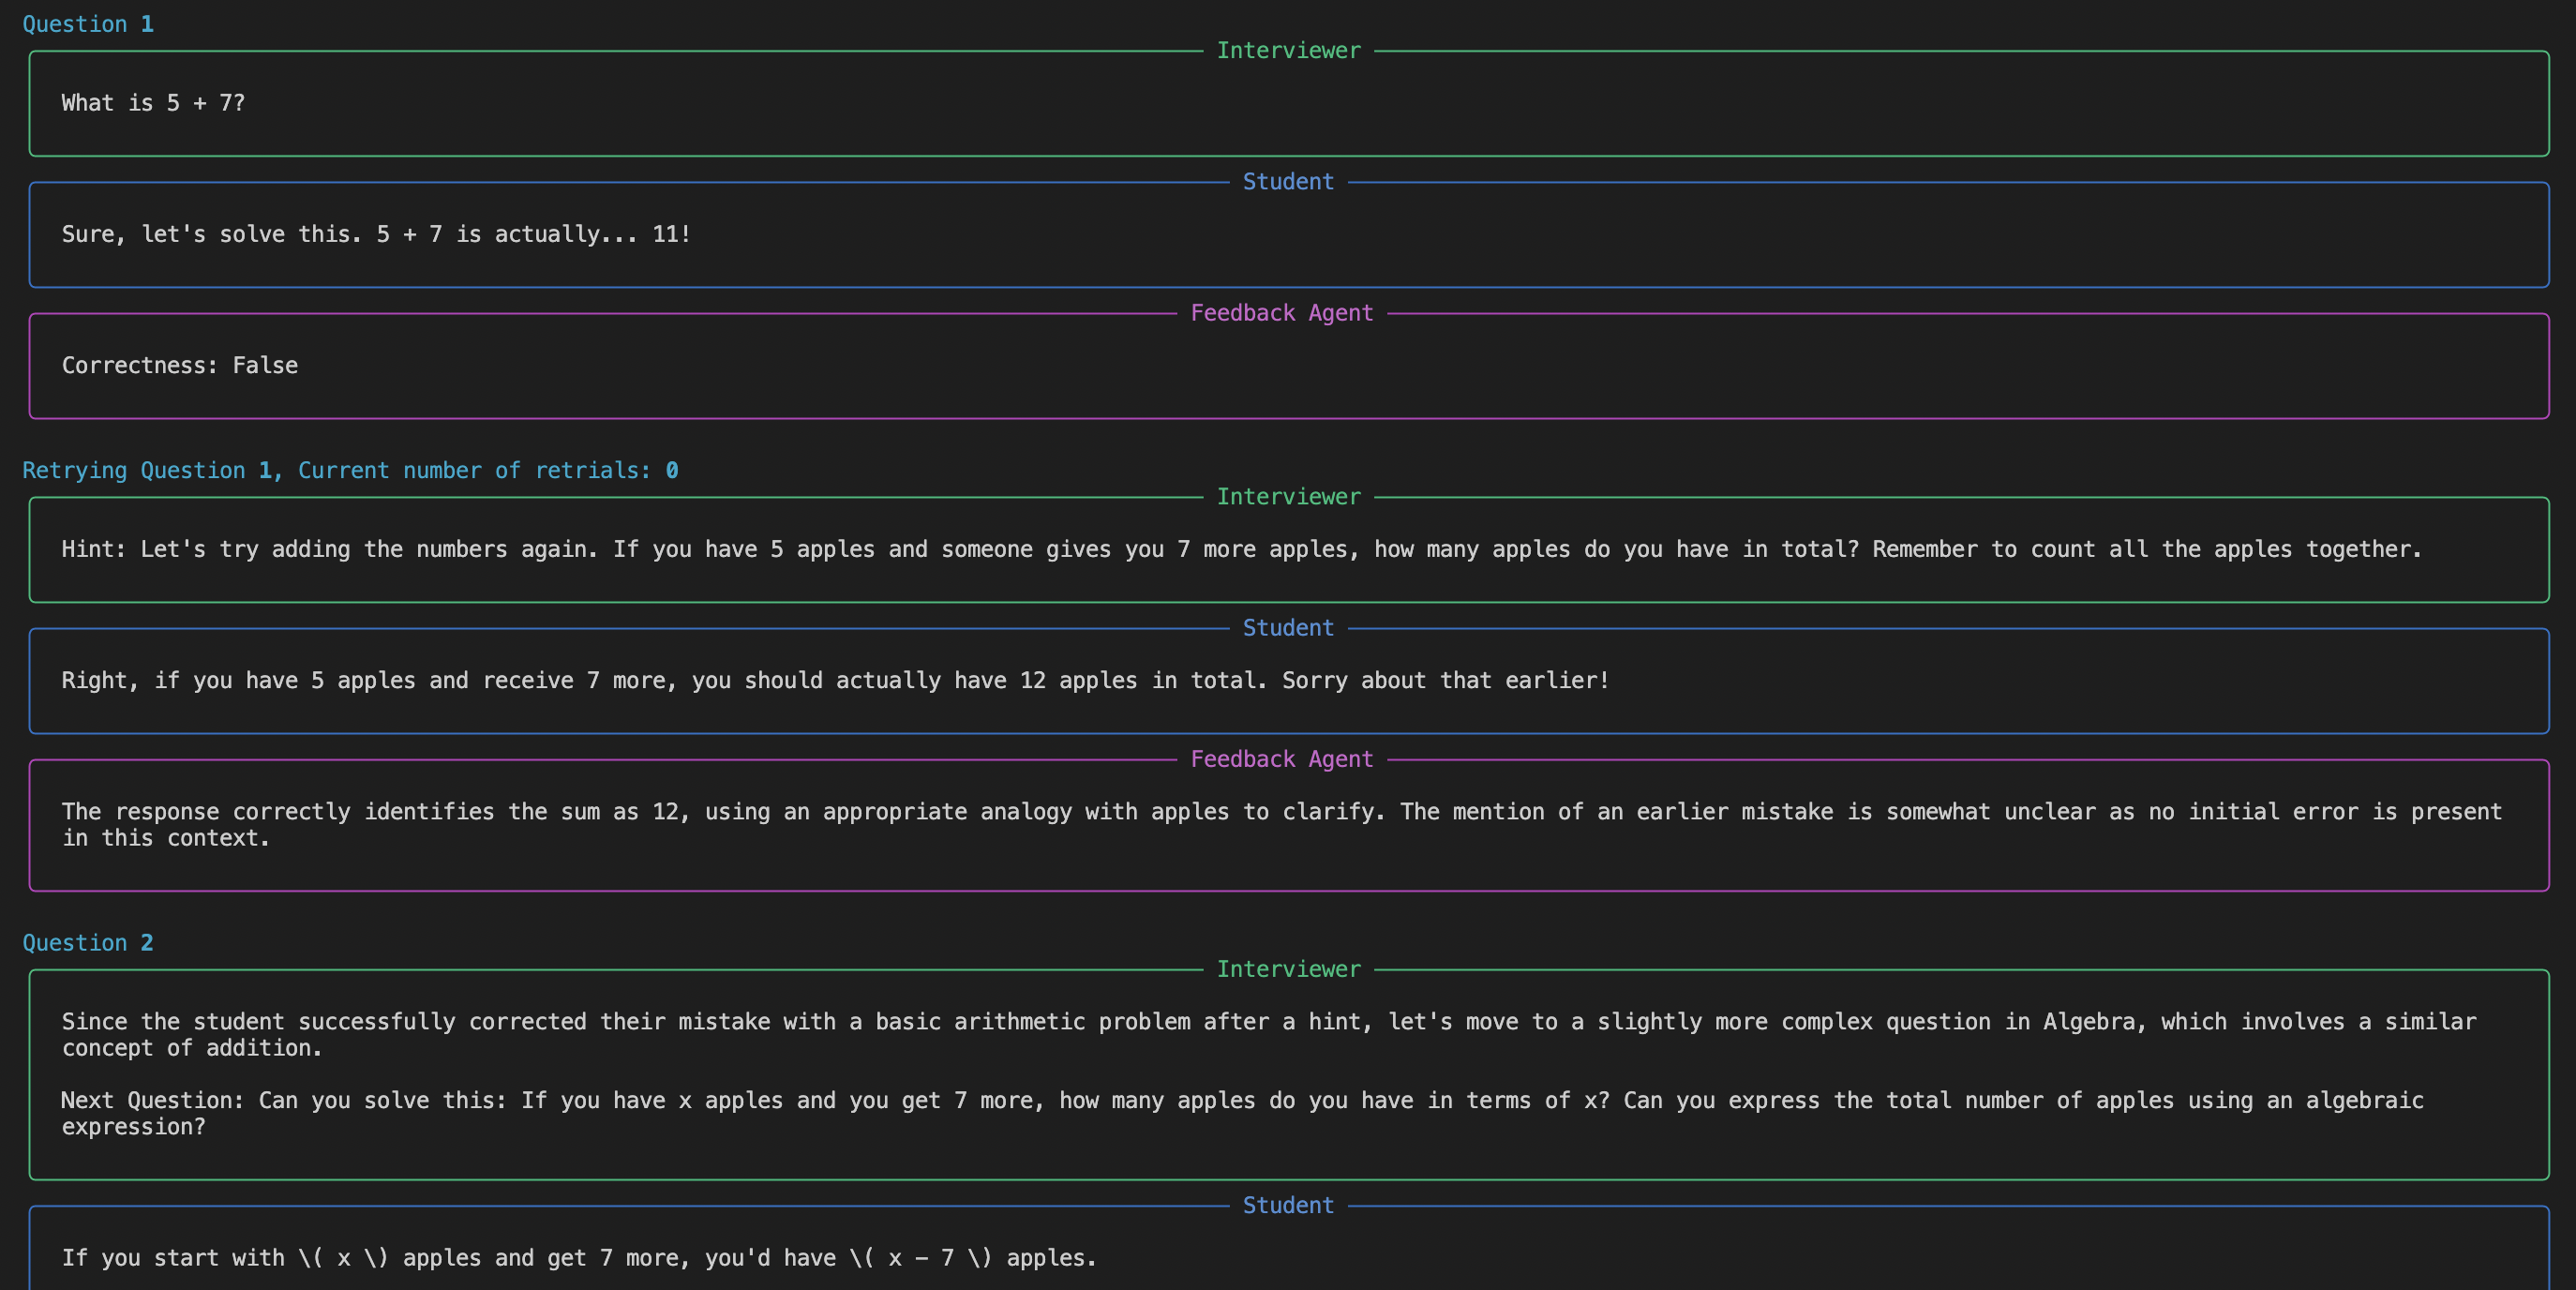 Question 1
Interviewer
What is 5 + 7?
Student
Sure, let's solve this. 5 + 7 is actually... 11!
Feedback Agent
Correctness: False
Retrying Question 1, Current number of retrials: 0
Interviewer
Hint: Let's try adding the numbers again. If you have 5 apples and someone gives you 7 more apples, how many apples do you have in total? Remember to count all the apples together.
Student
Right, if you have 5 apples and receive 7 more, you should actually have 12 apples in total. Sorry about that earlier!
Feedback Agent
The response correctly identifies the sum as 12, using an appropriate analogy with apples to clarify. The mention of an earlier mistake is somewhat unclear as no initial error is present
in this context.
Question 2
Interviewer
Since the student successfully corrected their mistake with a basic arithmetic problem after a hint, let's move to a slightly more complex question in Algebra, which involves a similar
concept of addition.
Next Question: Can you solve this: If you have x apples and you get 7 more, how many apples do you have in terms of x? Can you express the total number of apples using an algebraic
expression?
Student
If you start with \( x \) apples and get 7 more, you'd have \( x − 7 \) apples.